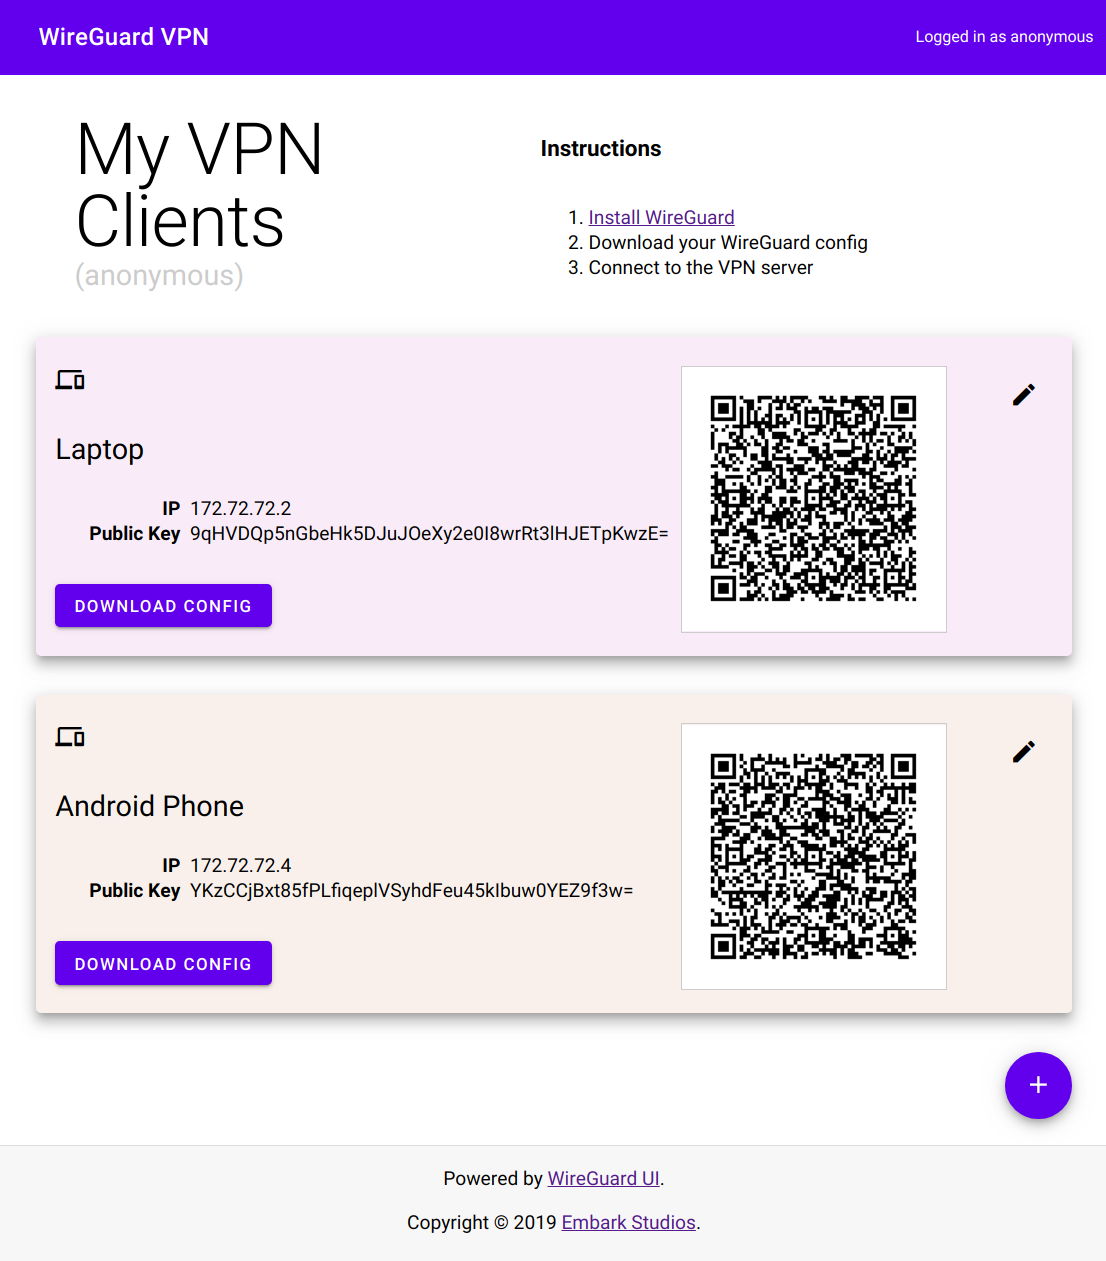 WireGuard VPN
Logged in as anonymous
My VPN
Clients
(anonymous)
Instructions
1. Install WireGuard
2. Download your WireGuard config
3. Connect to the VPN server
Laptop
IP 172.72.72.2
Public Key 9qHVDQp5nGbeHk5DJuJOeXy2e0I8wrRt3lHJETpKwzE=
DOWNLOAD CONFIG
Android Phone
IP 172.72.72.4
Public Key YKzCCjBxt85fPLfiqeplVSyhdFeu45kIbuw0YEZ9f3w=
DOWNLOAD CONFIG
+
Powered by WireGuard UI.
Copyright © 2019 Embark Studios.